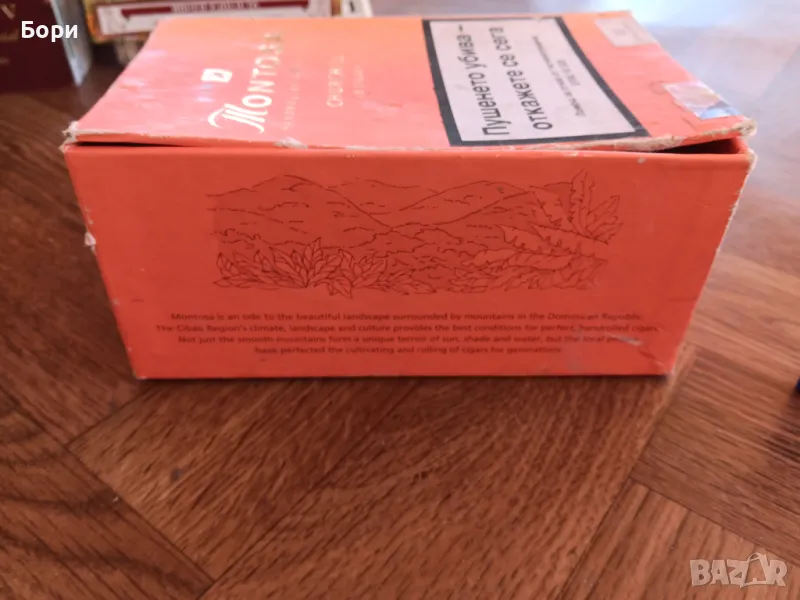 Бори
MONTOSA
CHURCHILL
Пушенето убива –
откажете се сега
Montosa is an ode to the beautiful landscape surrounded by mountains in the Dominican Republic.
The Cibao Region's climate, landscape and culture provides the best conditions for perfect, handrolled cigars.
Not just the smooth mountains form a unique terroir of sun, shade and water, but the local people
have perfected the cultivating and rolling of cigars for generations.
BAZAR